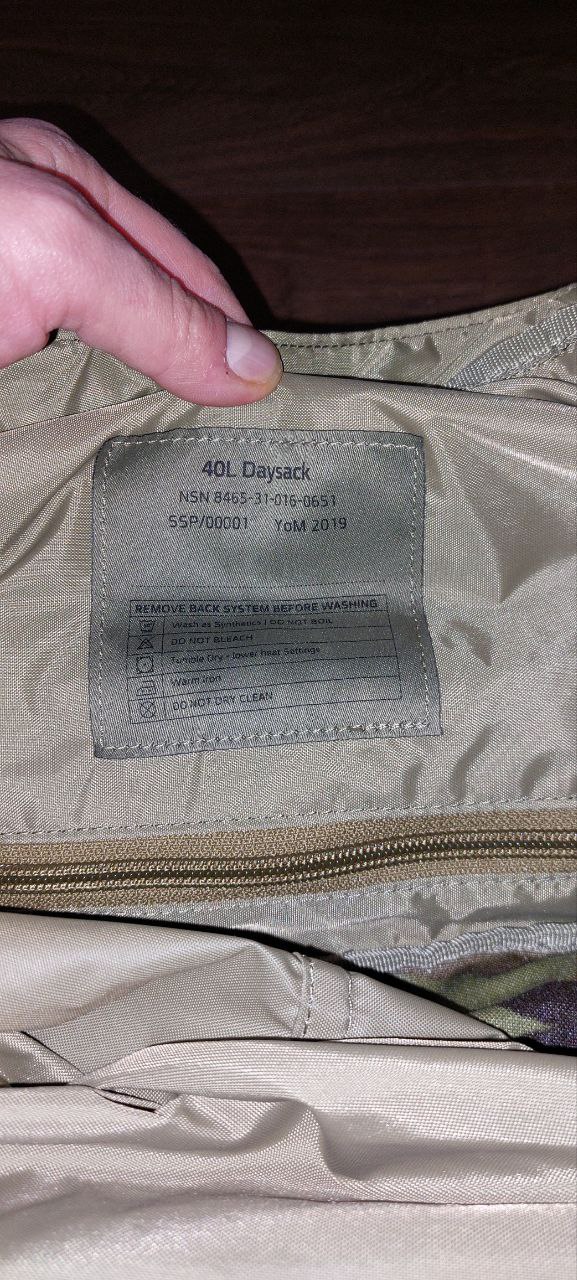 40L Daysack
NSN 8465-31-016-0651
SSP/00001 YoM 2019
REMOVE BACK SYSTEM BEFORE WASHING
Wash as Synthetics / DO NOT BOIL
DO NOT BLEACH
Tumble Dry - lower heat Settings
Warm Iron
DO NOT DRY CLEAN